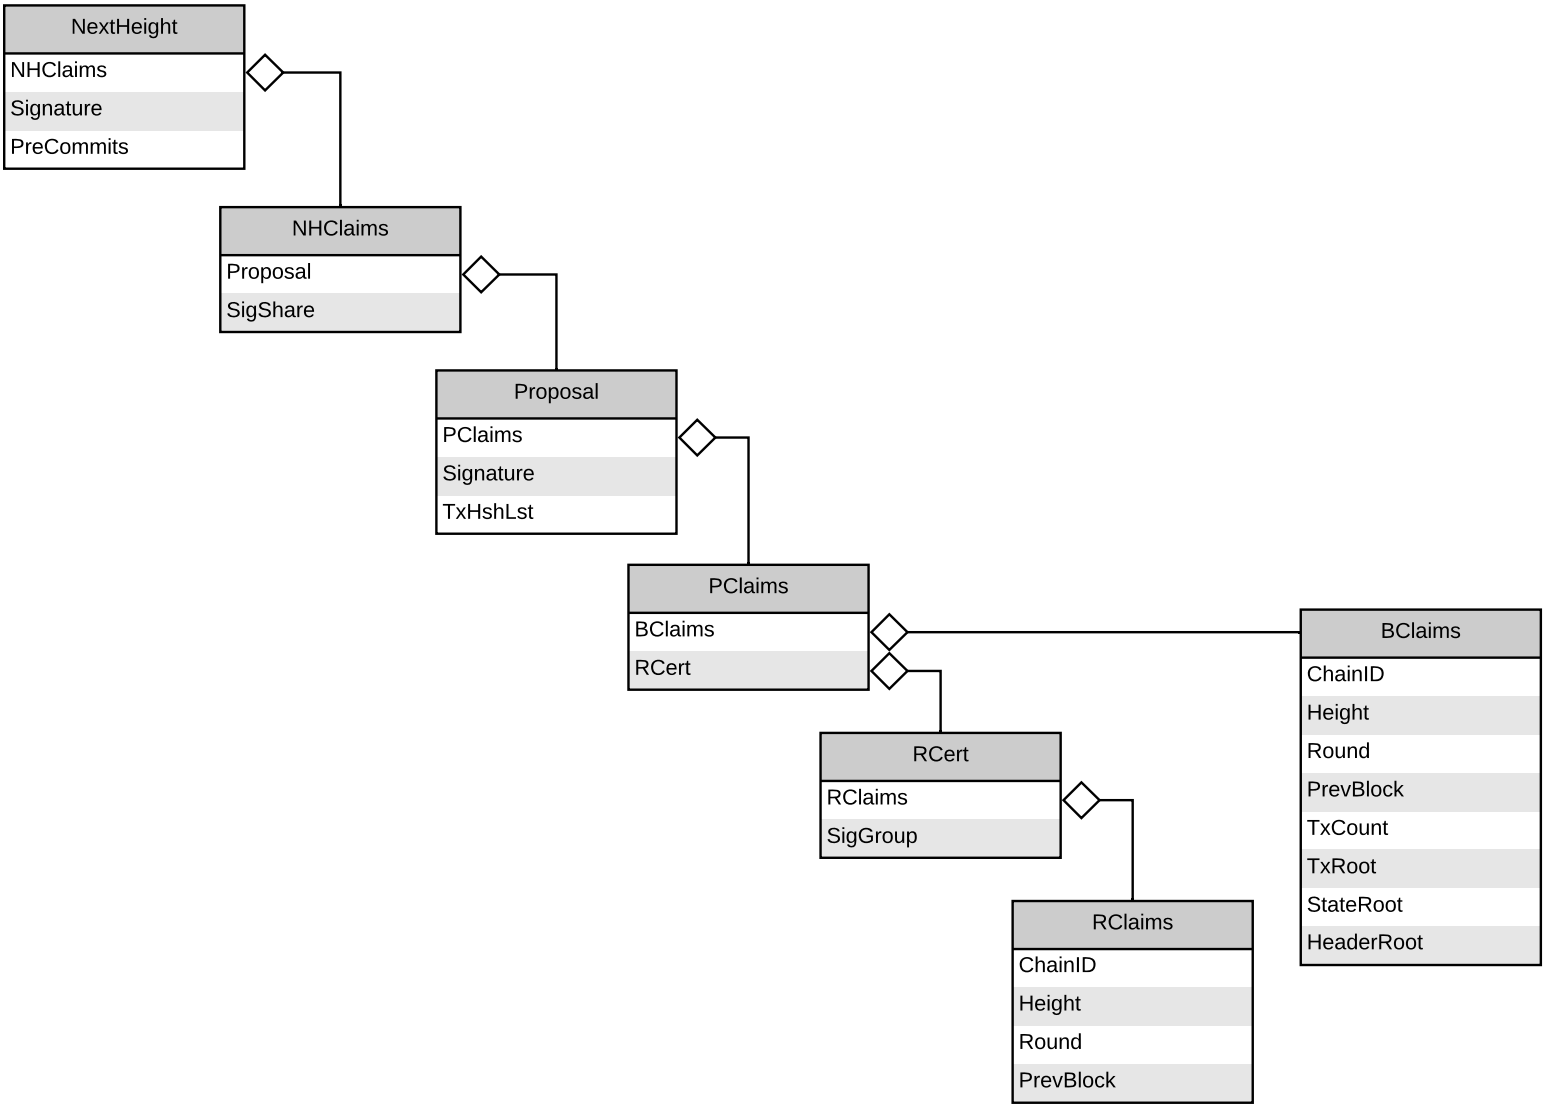 NextHeight
NHClaims
Signature
PreCommits
NHClaims
Proposal
SigShare
Proposal
PClaims
Signature
TxHshLst
PClaims
BClaims
RCert
BClaims
ChainID
Height
Round
PrevBlock
TxCount
TxRoot
StateRoot
HeaderRoot
RCert
RClaims
SigGroup
RClaims
ChainID
Height
Round
PrevBlock